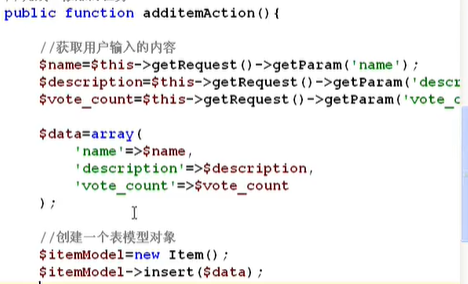 public function additemAction(){
//获取用户输入的内容
$name=$this->getRequest()->getParam('name');
$description=$this->getRequest()->getParam('descr
$vote_count=$this->getRequest()->getParam('vote_c
$data=array(
'name'=>$name,
'description'=>$description,
'vote_count'=>$vote_count
);
//创建一个表模型对象
$itemModel=new Item();
$itemModel->insert($data);